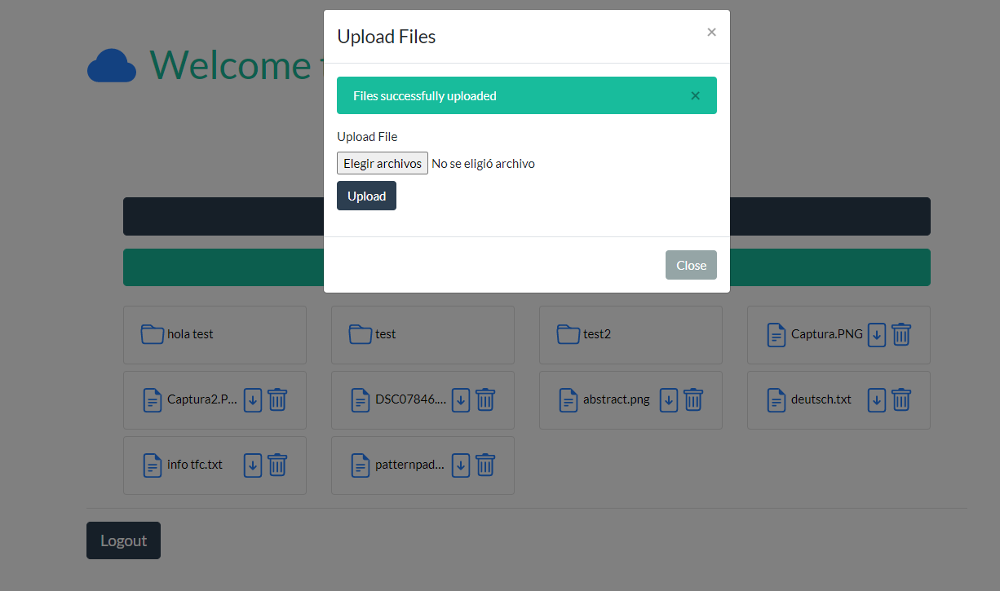 Upload Files
×
Welcome
Files successfully uploaded ×
Upload File
Elegir archivos No se eligió archivo
Upload
Close
hola test
test
test2
Captura.PNG
Captura2.P...
DSC07846....
abstract.png
deutsch.txt
info tfc.txt
patternpad...
Logout